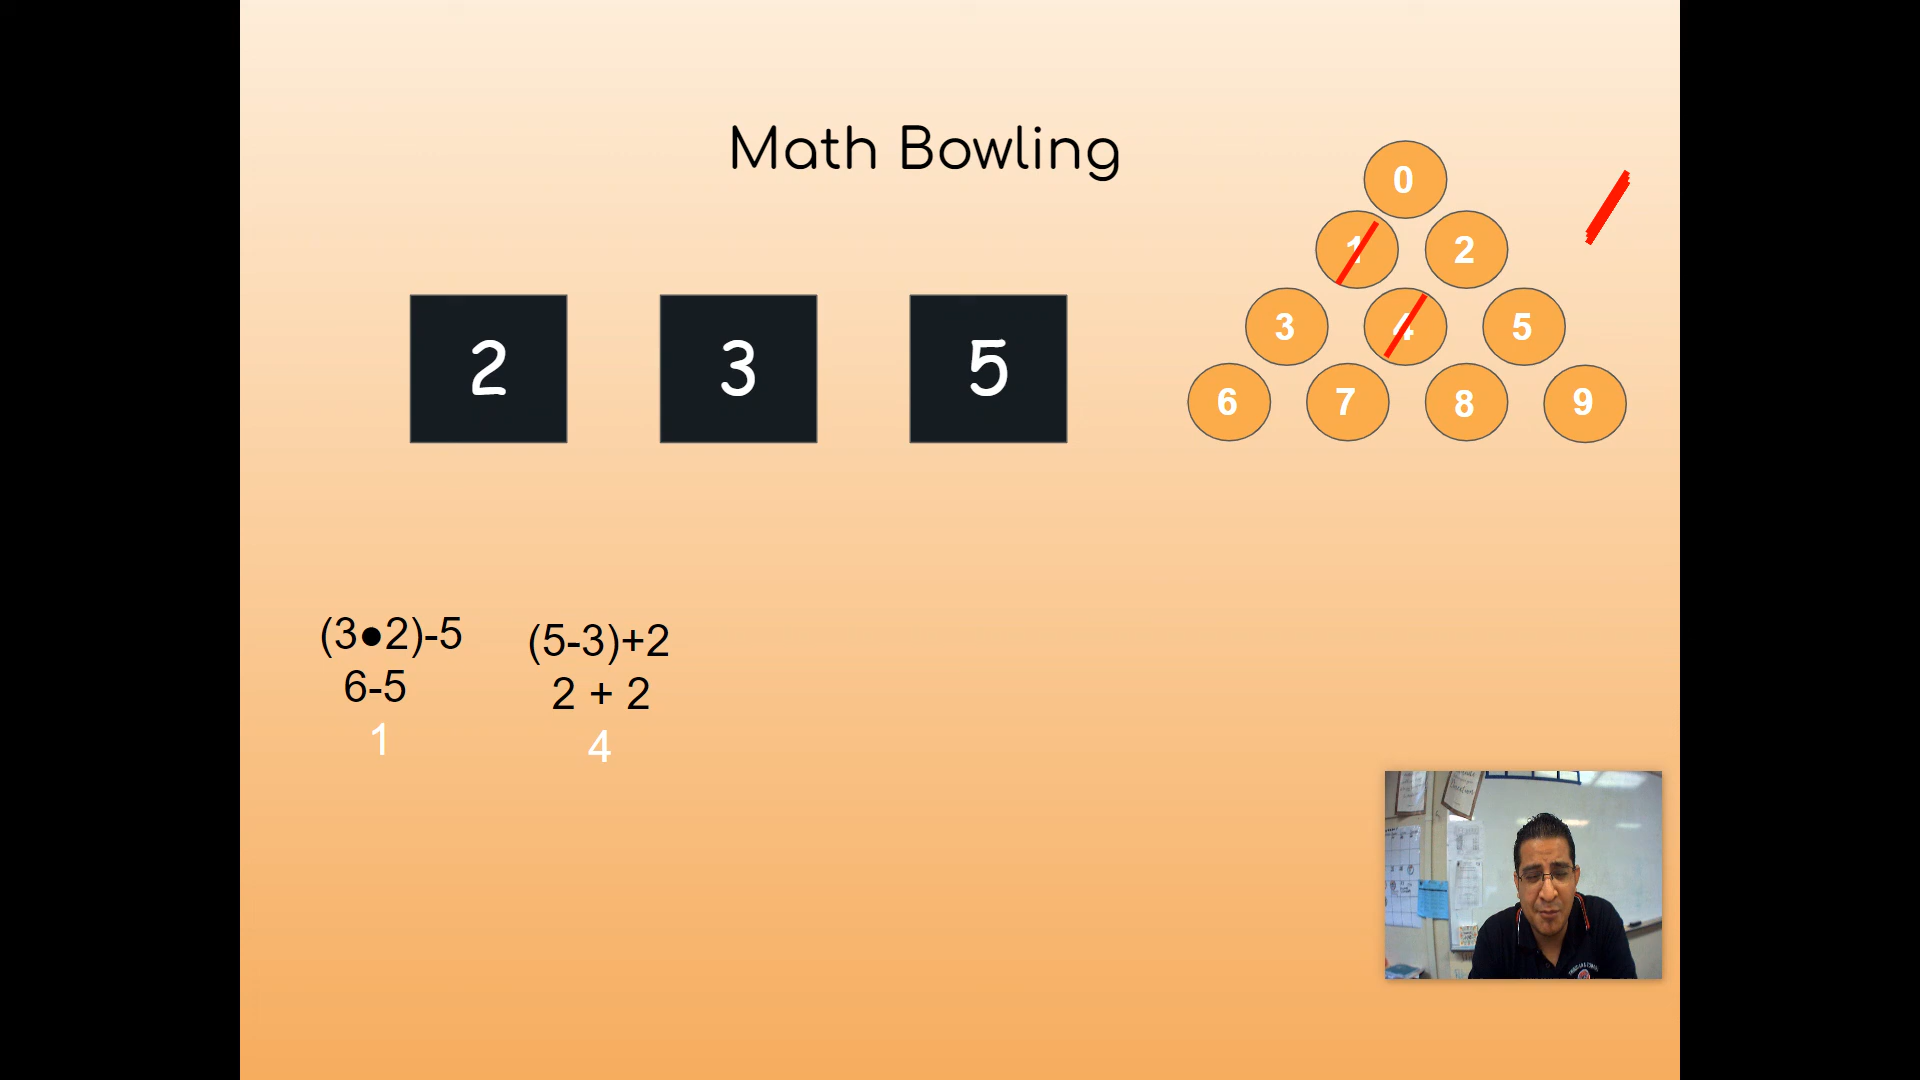 Math Bowling
0
1 2
2 3 5
3 4 5
6 7 8 9
(3●2)-5
6-5
1
(5-3)+2
2 + 2
4